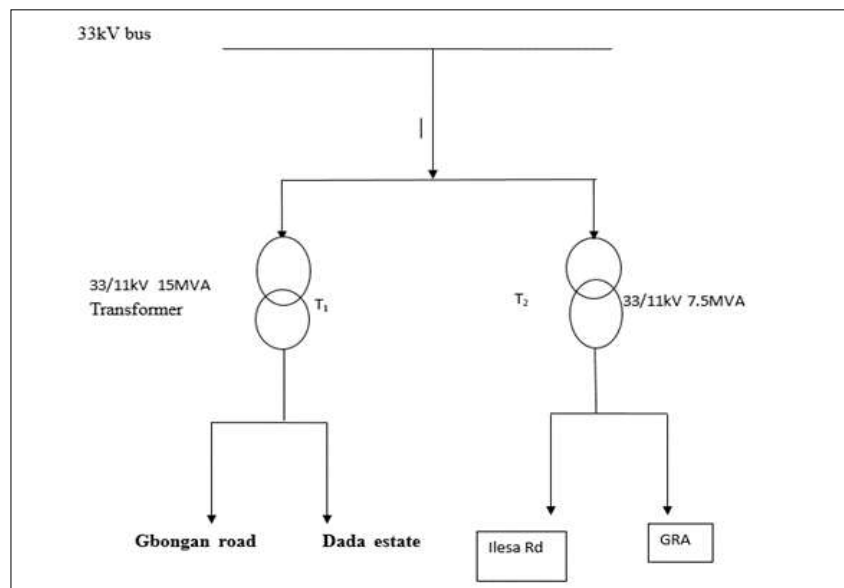 33kV bus
33/11kV 15MVA
Transformer
T₁
T₂
33/11kV 7.5MVA
Gbongan road
Dada estate
Ilesa Rd
GRA